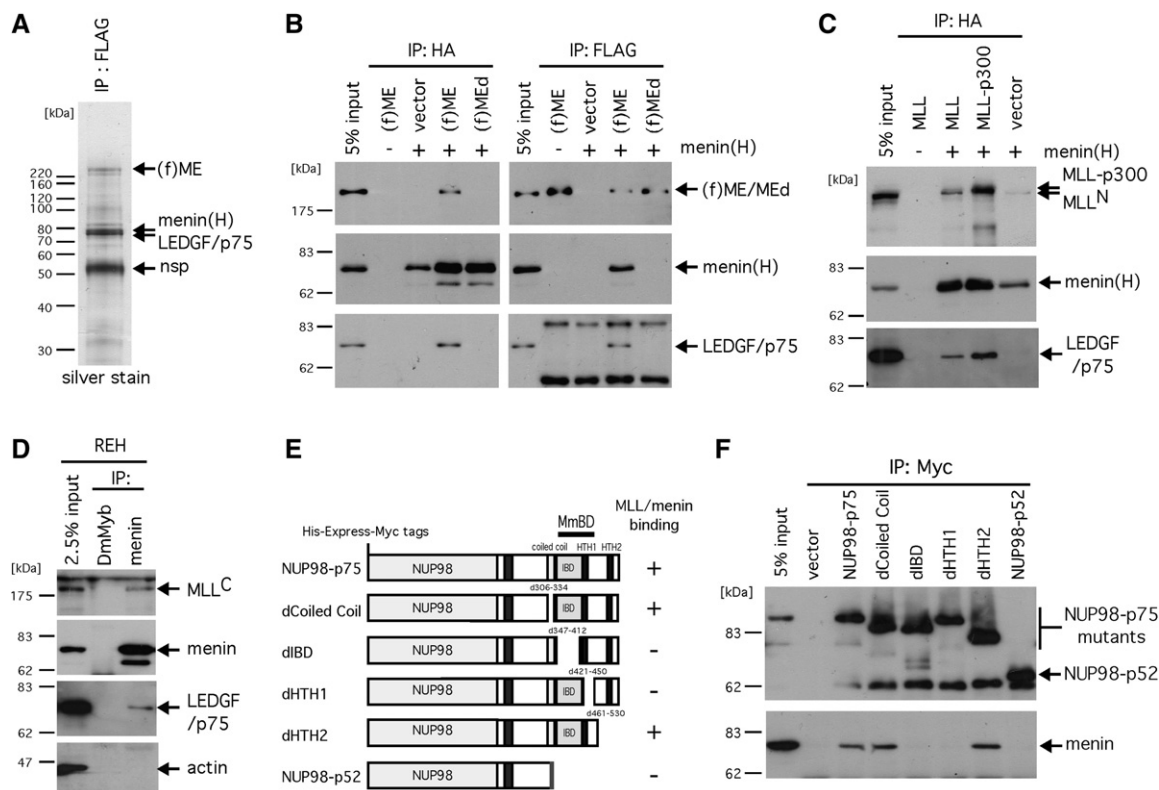 A
IP : FLAG
[kDa]
220
160
120
100
80
70
60
50
40
30
(f)ME
menin(H)
LEDGF/p75
nsp
silver stain
B
IP: HA
IP: FLAG
5% input
(f)ME
vector
(f)ME
(f)MEd
5% input
(f)ME
vector
(f)ME
(f)MEd
- + + +
- + + +
menin(H)
[kDa]
175
(f)ME/MEd
83
62
menin(H)
83
62
LEDGF/p75
C
IP: HA
5% input
MLL
MLL
MLL-p300
vector
- + + +
menin(H)
[kDa]
MLL-p300
MLLN
83
62
menin(H)
83
62
LEDGF
/p75
D
REH
IP:
2.5% input
DmMyb
menin
[kDa]
175
MLLC
83
62
menin
83
62
LEDGF
/p75
47
actin
E
MLL/menin
binding
MmBD
His-Express-Myc tags
coiled coil
HTH1
HTH2
NUP98-p75
NUP98
IBD
+
d306-334
dCoiled Coil
NUP98
IBD
+
d347-412
dIBD
NUP98
-
d421-450
dHTH1
NUP98
IBD
-
d461-530
dHTH2
NUP98
IBD
+
NUP98-p52
NUP98
-
F
IP: Myc
5% input
vector
NUP98-p75
dCoiled Coil
dIBD
dHTH1
dHTH2
NUP98-p52
[kDa]
83
62
NUP98-p75
mutants
NUP98-p52
83
62
menin